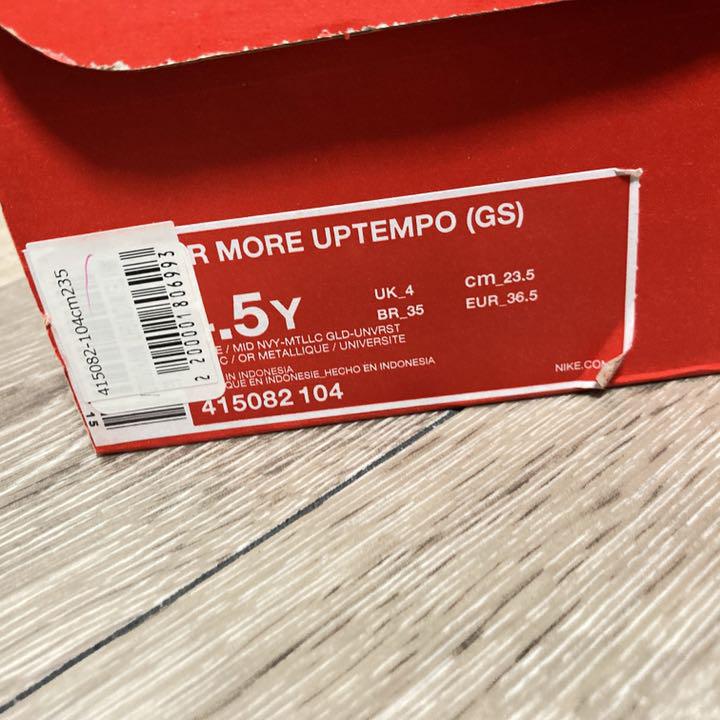 R MORE UPTEMPO (GS)
.5Y
UK_4
BR_35
cm_23.5
EUR_36.5
/ MID NVY-MTLLC GLD-UNVRST
/ OR METALLIQUE / UNIVERSITE
IN INDONESIA
QUE EN INDONESIE_HECHO EN INDONESIA
415082 104
NIKE.COM
415082-104cm235
2 200001 806993